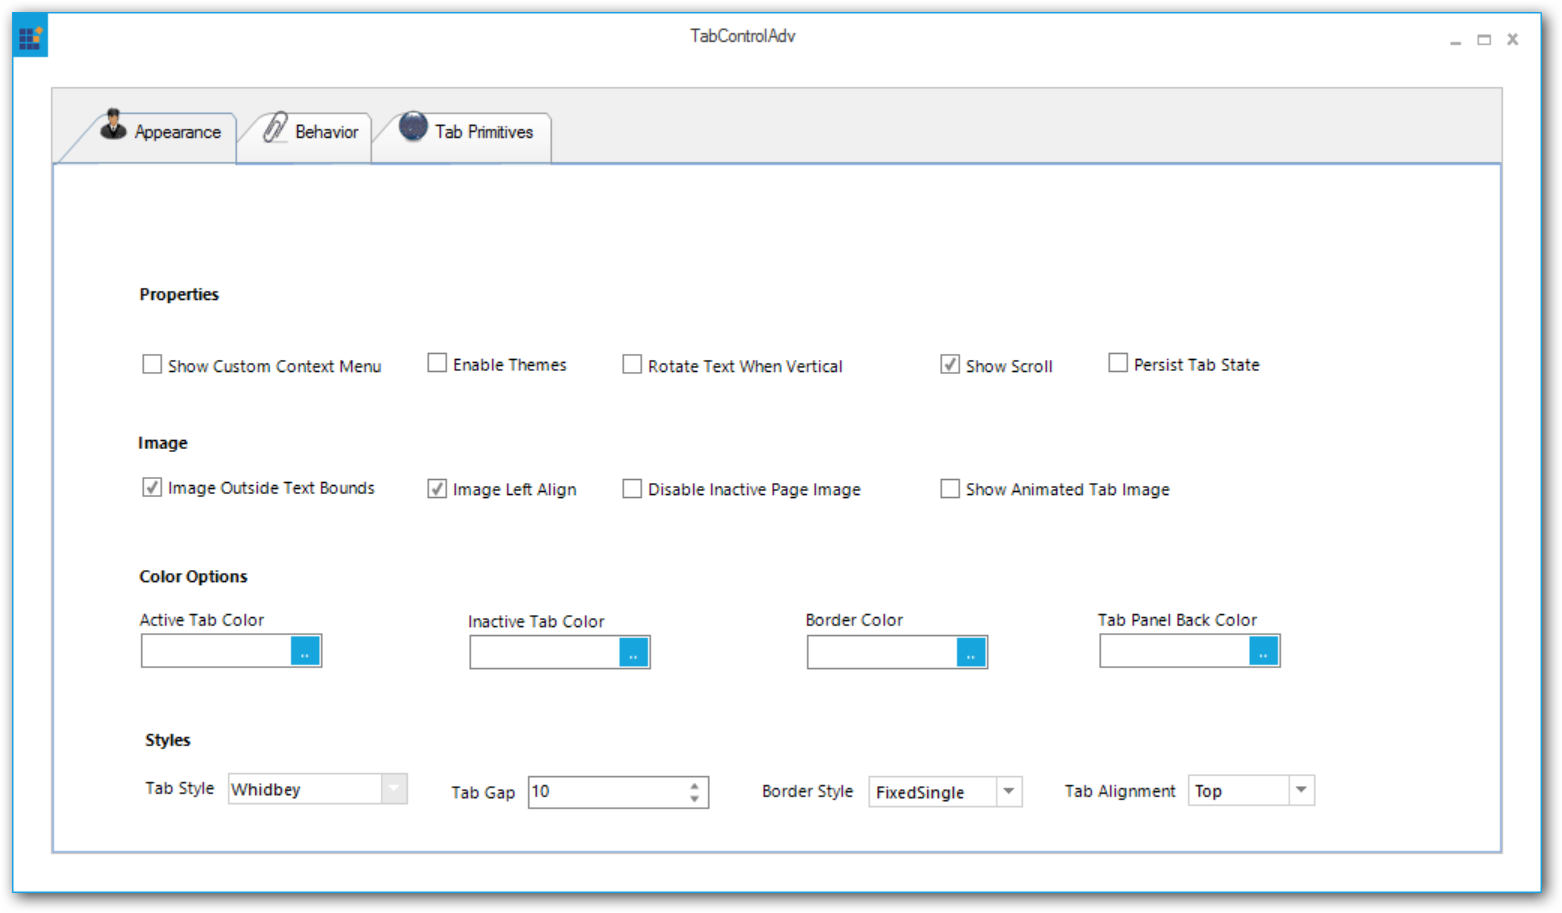 TabControlAdv
Appearance Behavior Tab Primitives
Properties
Show Custom Context Menu Enable Themes Rotate Text When Vertical Show Scroll Persist Tab State
Image
Image Outside Text Bounds Image Left Align Disable Inactive Page Image Show Animated Tab Image
Color Options
Active Tab Color Inactive Tab Color Border Color Tab Panel Back Color
.. .. .. ..
Styles
Tab Style Whidbey Tab Gap 10 Border Style FixedSingle Tab Alignment Top